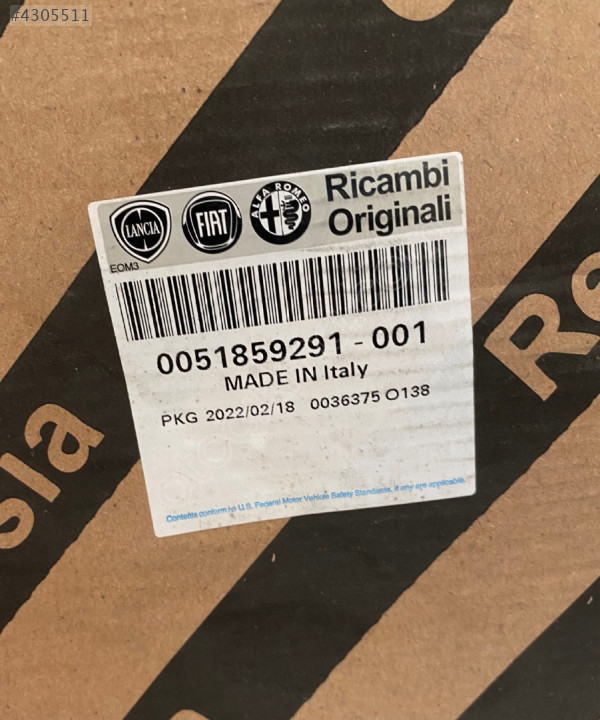 #4305511
LANCIA
FIAT
ALFA ROMEO
Ricambi
Originali
EOM3
0051859291 - 001
MADE IN Italy
PKG 2022/02/18 0036375 O138
Contents conform to U.S. Federal Motor Vehicle Safety Standards, if any are applicable.
Re
sia